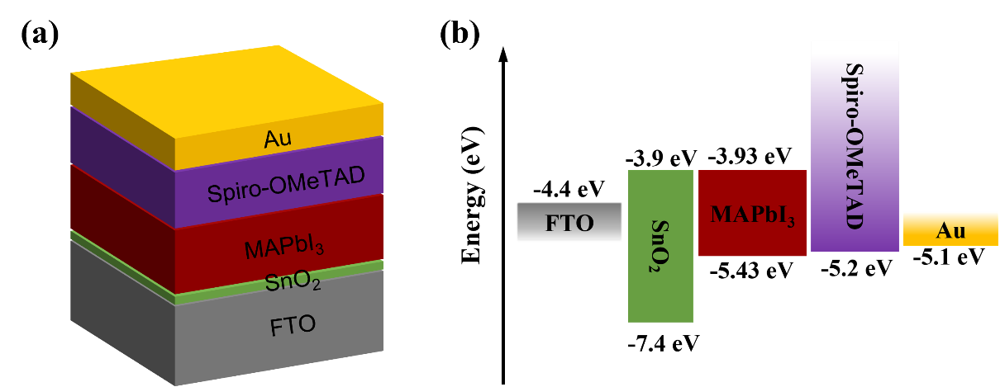 (a)
Au
Spiro-OMeTAD
MAPbI₃
SnO₂
FTO
(b)
Energy (eV)
-4.4 eV
FTO
-3.9 eV
SnO₂
-7.4 eV
-3.93 eV
MAPbI₃
-5.43 eV
Spiro-OMeTAD
-5.2 eV
Au
-5.1 eV